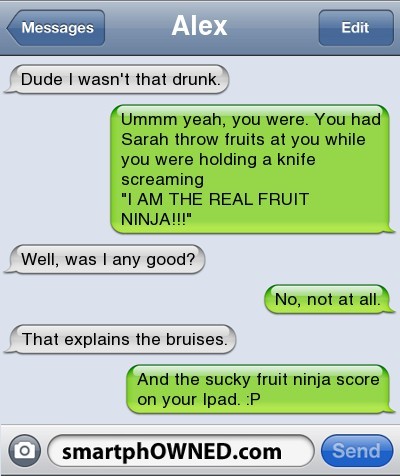 Messages
Alex
Edit
Dude I wasn't that drunk.
Ummm yeah, you were. You had
Sarah throw fruits at you while
you were holding a knife
screaming
"I AM THE REAL FRUIT
NINJA!!!"
Well, was I any good?
No, not at all.
That explains the bruises.
And the sucky fruit ninja score
on your Ipad. :P
smartphOWNED.com
Send